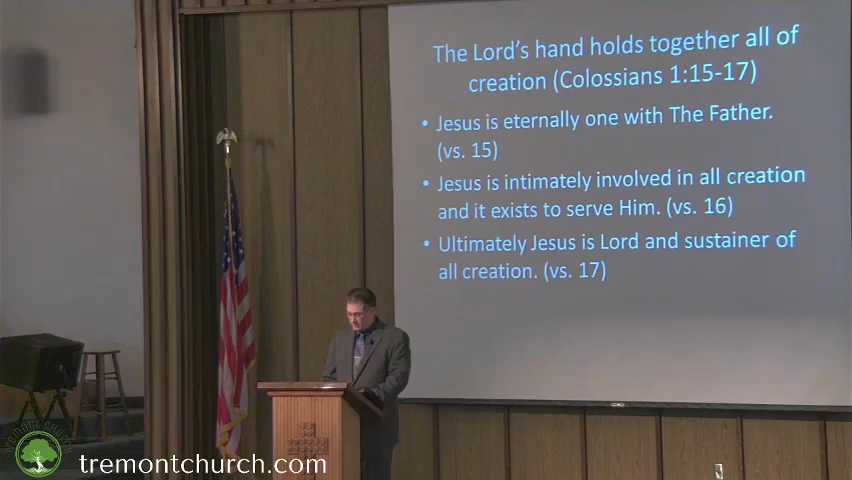 The Lord's hand holds together all of
creation (Colossians 1:15-17)
• Jesus is eternally one with The Father.
(vs. 15)
• Jesus is intimately involved in all creation
and it exists to serve Him. (vs. 16)
• Ultimately Jesus is Lord and sustainer of
all creation. (vs. 17)
TREMONT CHURCH
tremontchurch.com